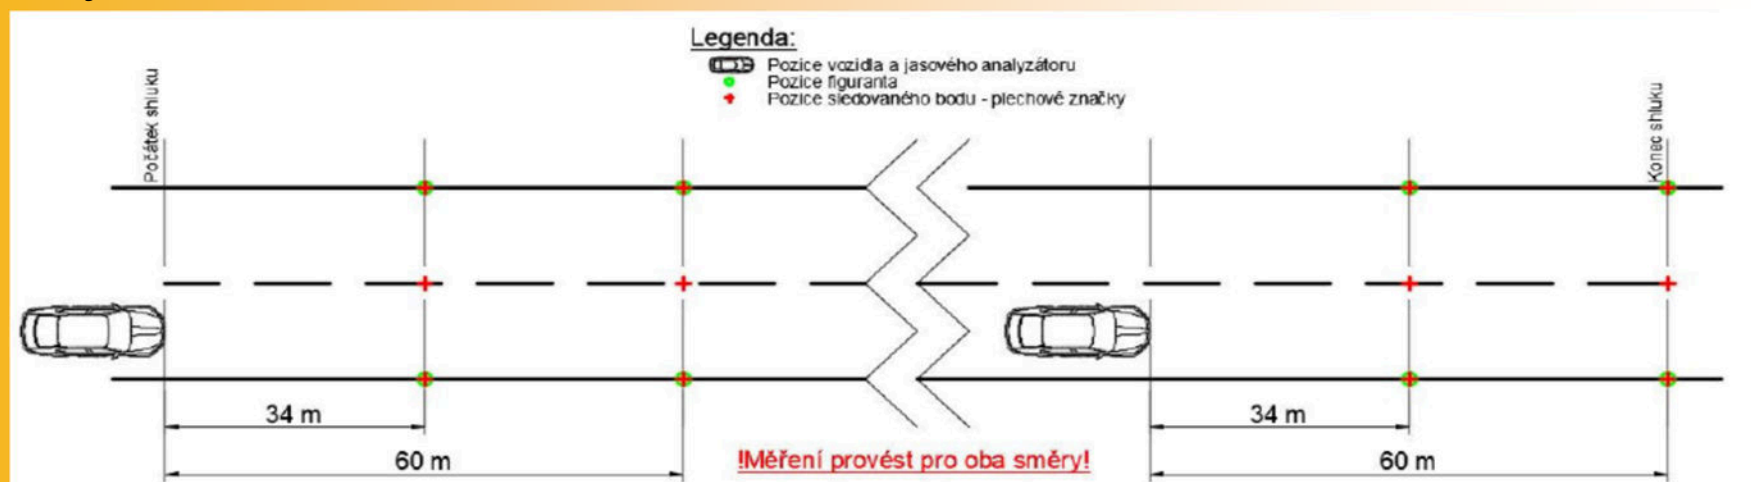 Legenda:
Pozice vozidla a jasového analyzátoru
Pozice figuranta
Pozice sledovaného bodu - plechové značky
Počátek shluku
Konec shluku
34 m
34 m
60 m
!Měření provést pro oba směry!
60 m